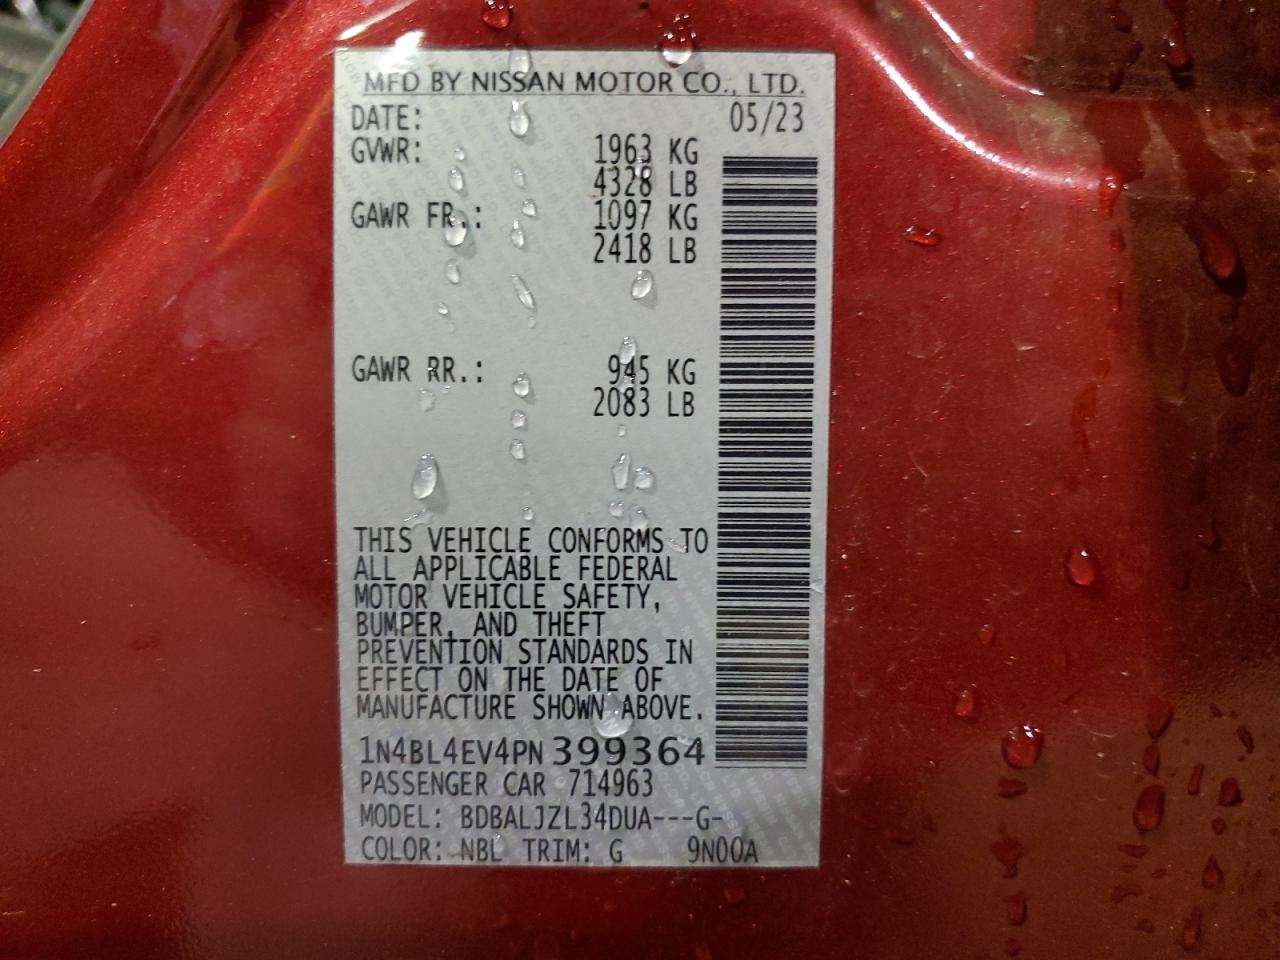 MFD BY NISSAN MOTOR CO., LTD.
DATE: 05/23
GVWR: 1963 KG
4328 LB
GAWR FR.: 1097 KG
2418 LB
GAWR RR.: 945 KG
2083 LB
THIS VEHICLE CONFORMS TO
ALL APPLICABLE FEDERAL
MOTOR VEHICLE SAFETY,
BUMPER, AND THEFT
PREVENTION STANDARDS IN
EFFECT ON THE DATE OF
MANUFACTURE SHOWN ABOVE.
1N4BL4EV4PN399364
PASSENGER CAR 714963
MODEL: BDBALJZL34DUA---G-
COLOR: NBL TRIM: G 9N00A